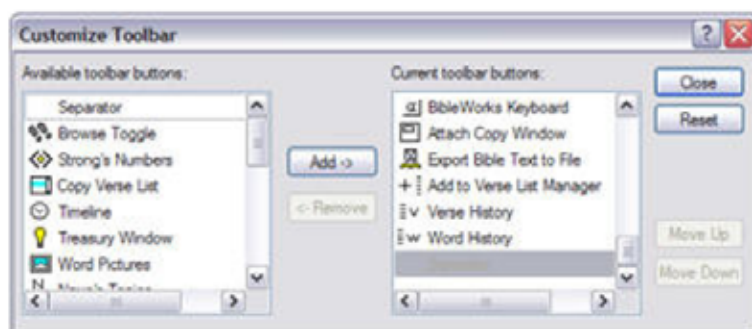 Customize Toolbar
Available toolbar buttons:
Separator
Browse Toggle
Strong's Numbers
Copy Verse List
Timeline
Treasury Window
Word Pictures
Add ->
<- Remove
Current toolbar buttons:
α BibleWorks Keyboard
Attach Copy Window
Export Bible Text to File
Add to Verse List Manager
v Verse History
w Word History
Close
Reset
Move Up
Move Down